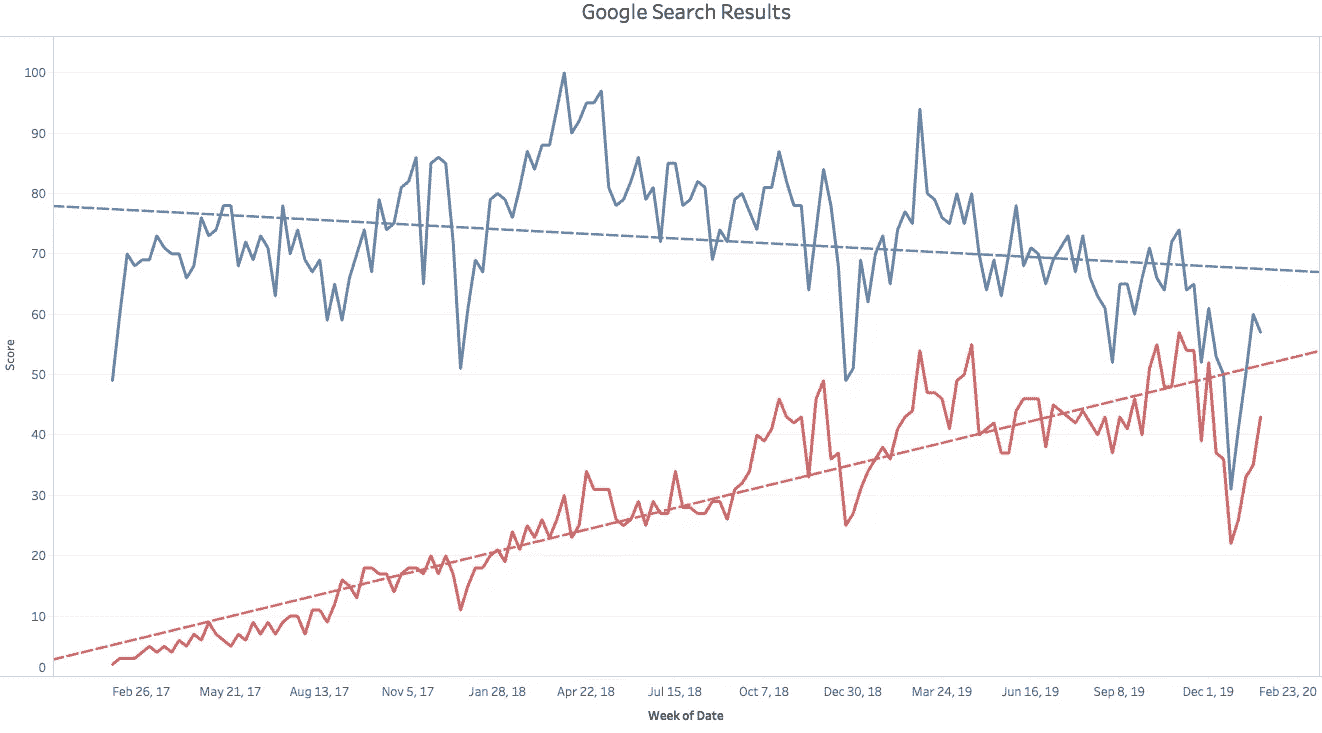 Google Search Results
100
90
80
70
60
50
40
30
20
10
0
Score
Feb 26, 17 May 21, 17 Aug 13, 17 Nov 5, 17 Jan 28, 18 Apr 22, 18 Jul 15, 18 Oct 7, 18 Dec 30, 18 Mar 24, 19 Jun 16, 19 Sep 8, 19 Dec 1, 19 Feb 23, 20
Week of Date